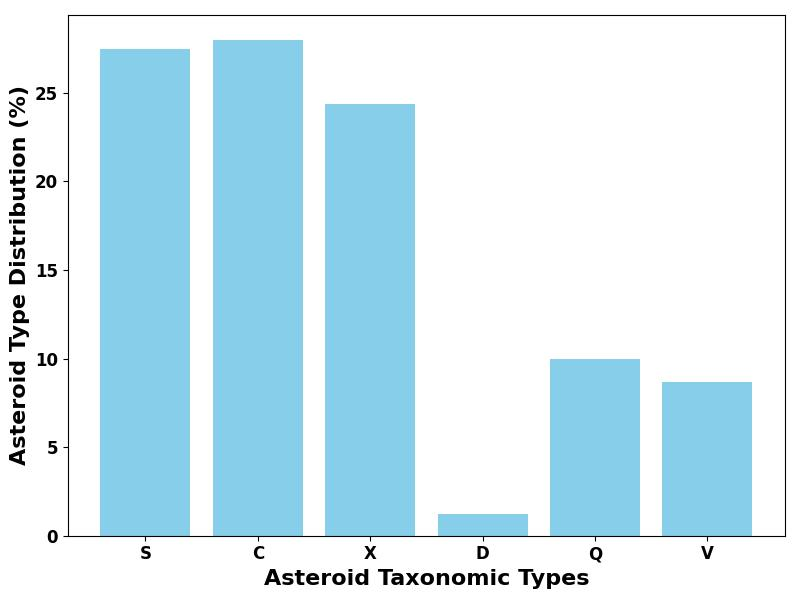 Asteroid Type Distribution (%)
25
20
15
10
5
0
S C X D Q V
Asteroid Taxonomic Types